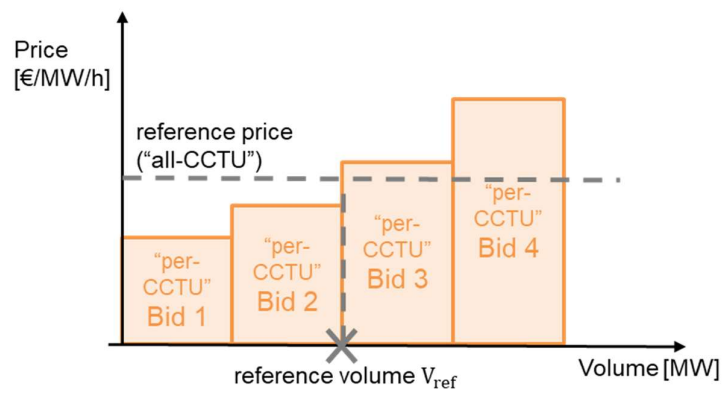 Price
[€/MW/h]
reference price
(“all-CCTU”)
“per-
CCTU”
Bid 1
“per-
CCTU”
Bid 2
“per-
CCTU”
Bid 3
“per-
CCTU”
Bid 4
reference volume Vref
Volume [MW]